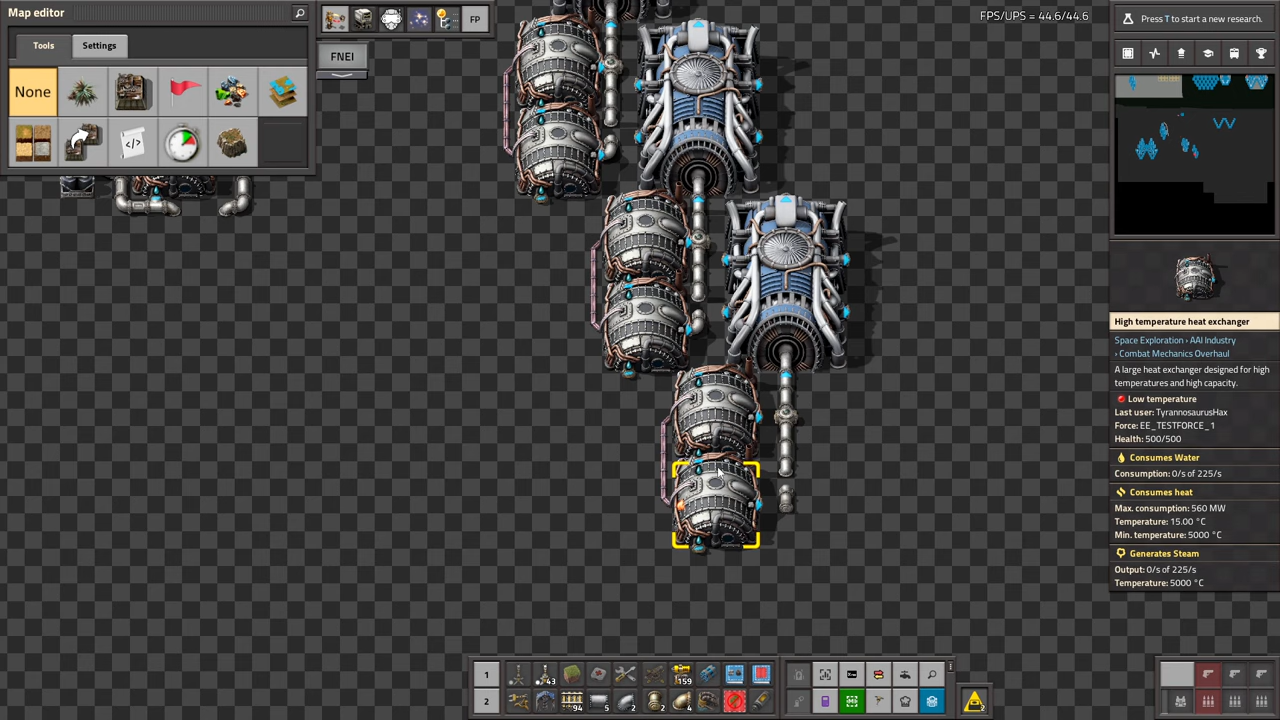 Map editor
Tools
Settings
None
FP
FNEI
FPS/UPS = 44.6/44.6
Press T to start a new research.
High temperature heat exchanger
Space Exploration › AAI Industry
› Combat Mechanics Overhaul
A large heat exchanger designed for high
temperatures and high capacity.
Low temperature
Last user: TyrannosaurusHax
Force: EE_TESTFORCE_1
Health: 500/500
Consumes Water
Consumption: 0/s of 225/s
Consumes heat
Max. consumption: 560 MW
Temperature: 15.00 °C
Min. temperature: 5000 °C
Generates Steam
Output: 0/s of 225/s
Temperature: 5000 °C
1
43
159
2
94
5
2
2
4
2